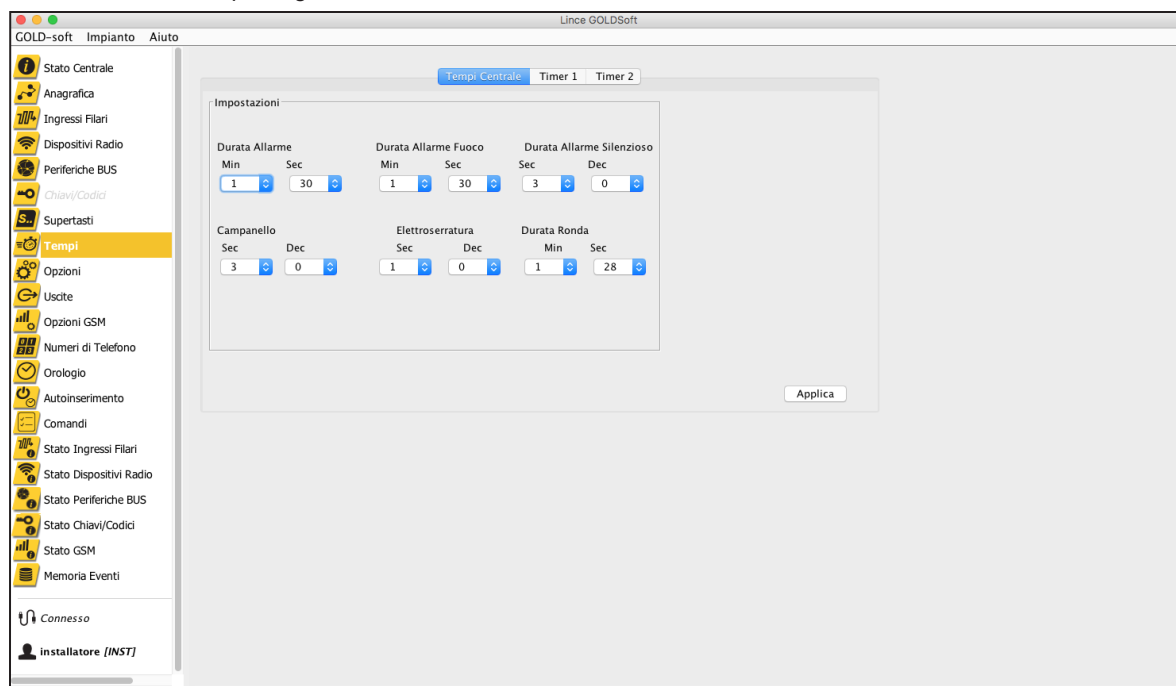 Lince GOLDSoft
GOLD-soft Impianto Aiuto
Stato Centrale
Anagrafica
Ingressi Filari
Dispositivi Radio
Periferiche BUS
Chiavi/Codici
S.. Supertasti
Tempi
Opzioni
Uscite
Opzioni GSM
Numeri di Telefono
Orologio
Autoinserimento
Comandi
Stato Ingressi Filari
Stato Dispositivi Radio
Stato Periferiche BUS
Stato Chiavi/Codici
Stato GSM
Memoria Eventi
Connesso
installatore [INST]
Tempi Centrale Timer 1 Timer 2
Impostazioni
Durata Allarme Durata Allarme Fuoco Durata Allarme Silenzioso
Min Sec Min Sec Sec Dec
1 30 1 30 3 0
Campanello Elettroserratura Durata Ronda
Sec Dec Sec Dec Min Sec
3 0 1 0 1 28
Applica